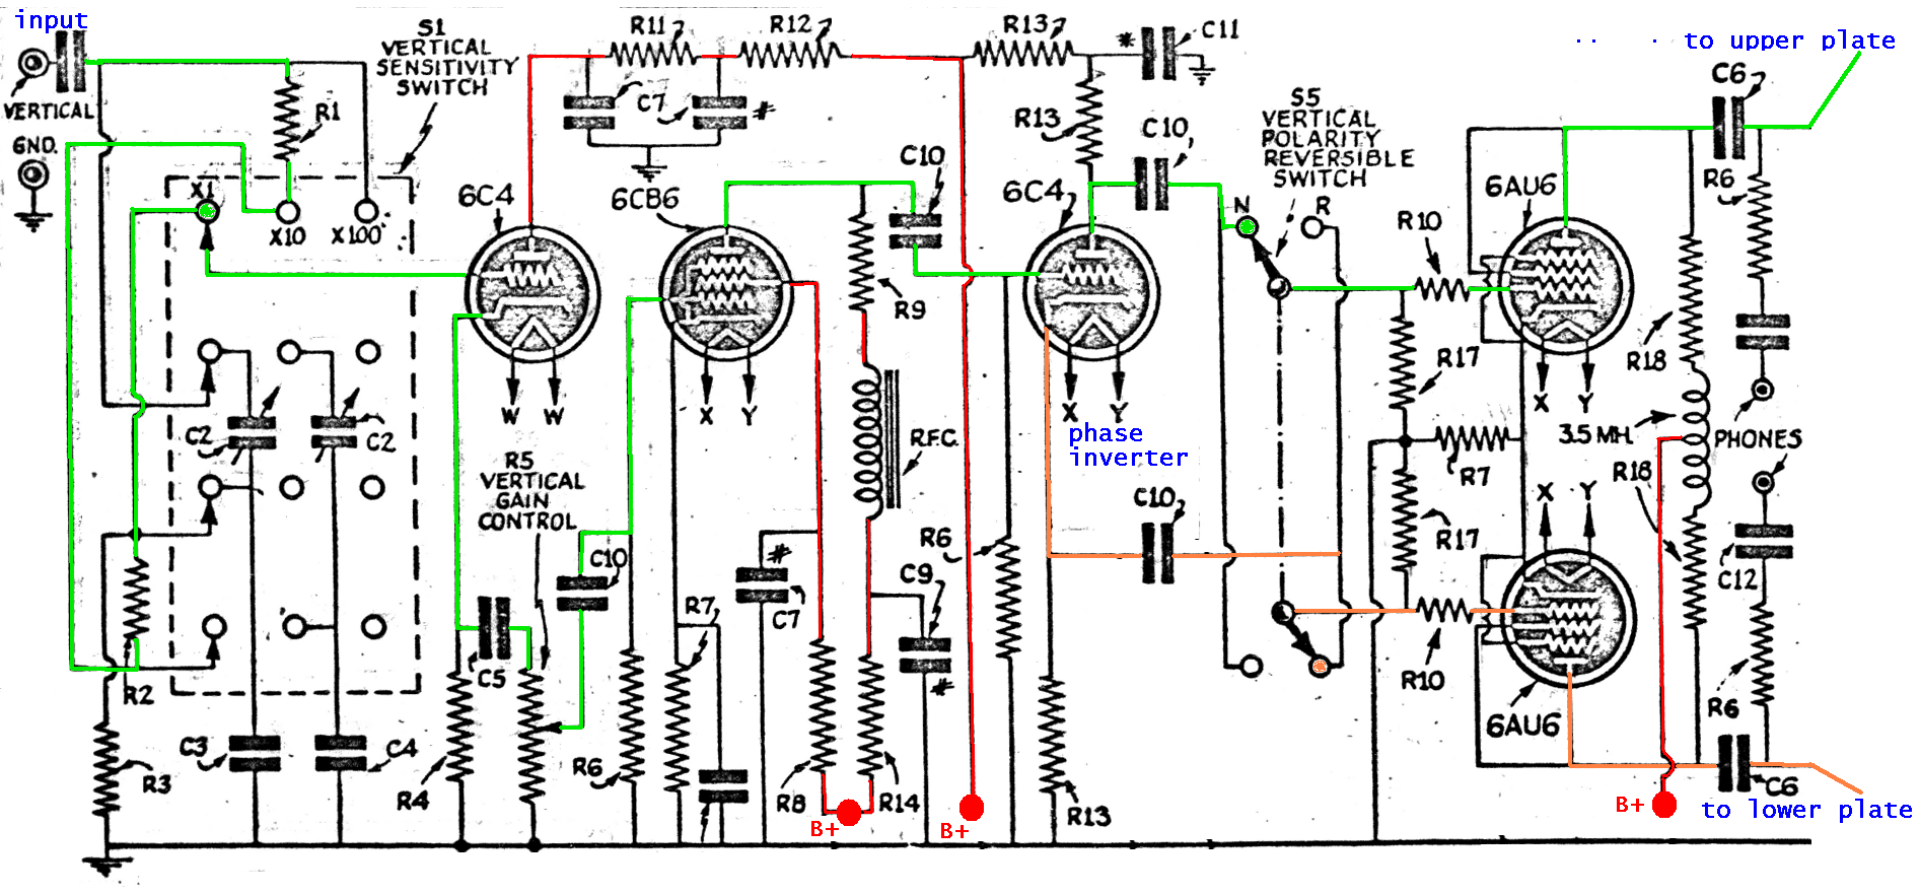 input
S1
VERTICAL
SENSITIVITY
SWITCH
R11
R12
R13
*
C11
to upper plate
VERTICAL
R1
C7
C7
#
R13
C10
S5
VERTICAL
POLARITY
REVERSIBLE
SWITCH
C6
GND.
X1
X10
X100
6C4
6CB6
C10
6C4
N
R
R10
6AU6
R6
R9
W W
X Y
X Y
phase
inverter
R17
X Y
R18
C2
C2
R.F.C.
R7
3.5 MH.
PHONES
R5
VERTICAL
GAIN
CONTROL
C10
R17
X Y
R18
C10
#
C7
C9
#
R6
C12
R7
R2
C5
R10
6AU6
R6
C3
C4
R3
R4
R6
R8
R14
R13
C6
B+
B+
B+
to lower plate